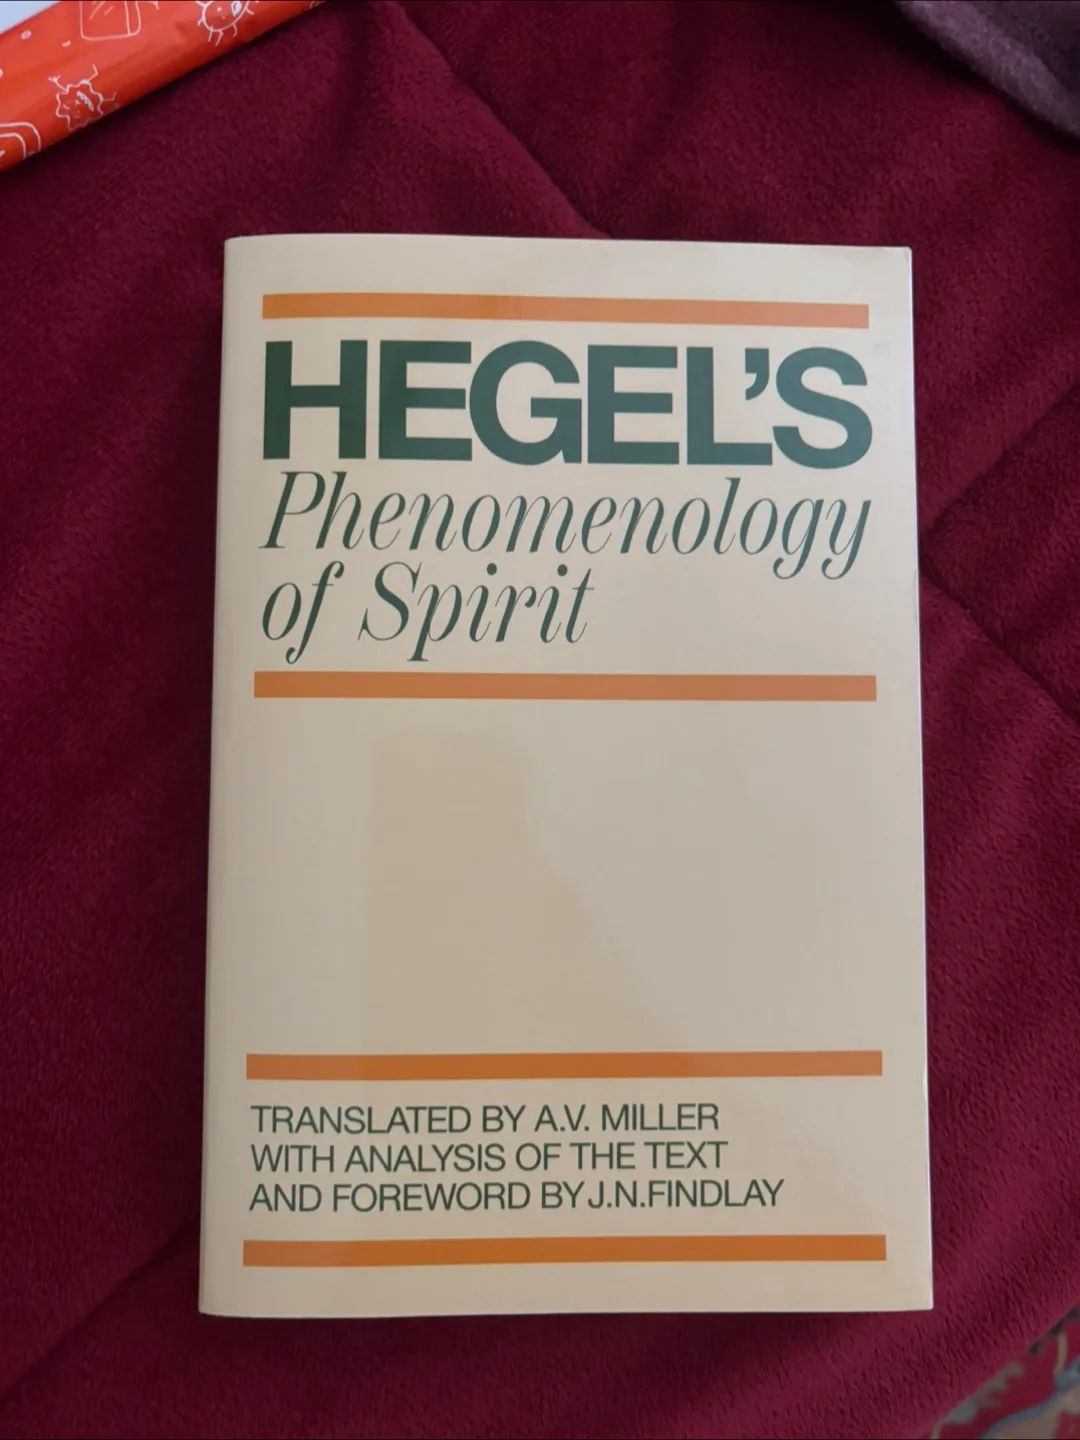 HEGEL'S
Phenomenology
of Spirit
TRANSLATED BY A.V. MILLER
WITH ANALYSIS OF THE TEXT
AND FOREWORD BY J.N.FINDLAY